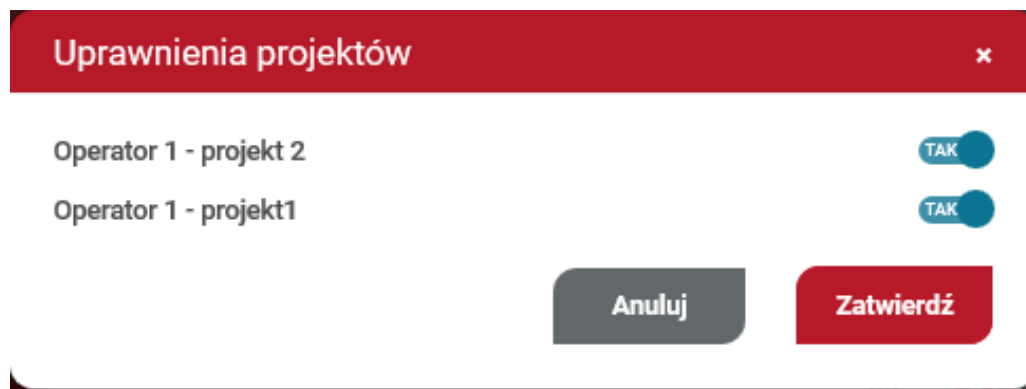 Uprawnienia projektów ×
Operator 1 - projekt 2 TAK
Operator 1 - projekt1 TAK
Anuluj Zatwierdź